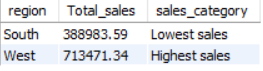 region Total_sales sales_category
South 388983.59 Lowest sales
West 713471.34 Highest sales